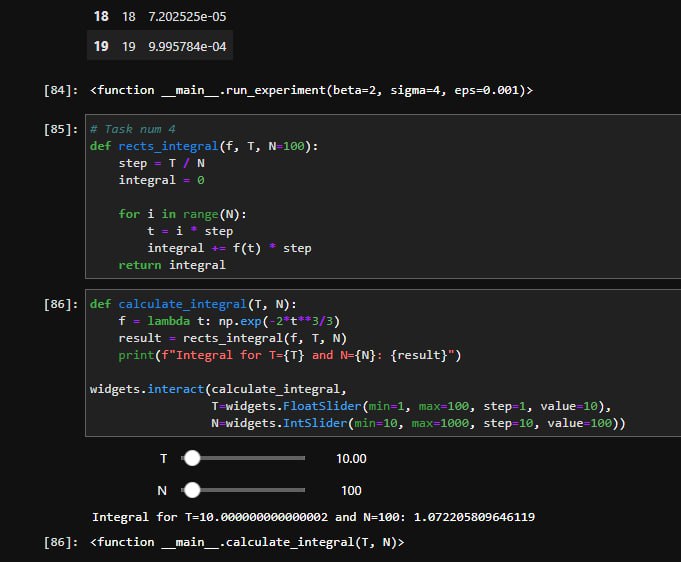 18 18 7.202525e-05
19 19 9.995784e-04
[84]: <function __main__.run_experiment(beta=2, sigma=4, eps=0.001)>
[85]: # Task num 4
def rects_integral(f, T, N=100):
    step = T / N
    integral = 0

    for i in range(N):
        t = i * step
        integral += f(t) * step
    return integral
[86]: def calculate_integral(T, N):
    f = lambda t: np.exp(-2*t**3/3)
    result = rects_integral(f, T, N)
    print(f"Integral for T={T} and N={N}: {result}")

widgets.interact(calculate_integral,
                 T=widgets.FloatSlider(min=1, max=100, step=1, value=10),
                 N=widgets.IntSlider(min=10, max=1000, step=10, value=100))
T 10.00
N 100
Integral for T=10.000000000000002 and N=100: 1.072205809646119
[86]: <function __main__.calculate_integral(T, N)>